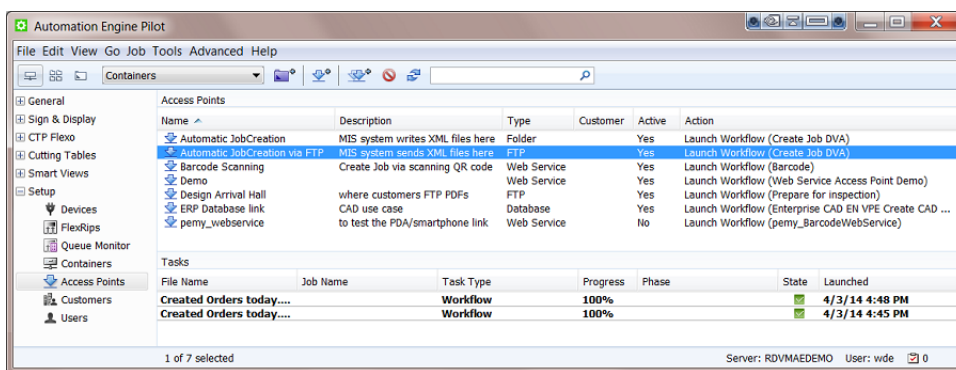 Automation Engine Pilot
File Edit View Go Job Tools Advanced Help
Containers
General
Sign & Display
CTP Flexo
Cutting Tables
Smart Views
Setup
Devices
FlexRips
Queue Monitor
Containers
Access Points
Customers
Users
Access Points
Name Description Type Customer Active Action
Automatic JobCreation MIS system writes XML files here Folder Yes Launch Workflow (Create Job DVA)
Automatic JobCreation via FTP MIS system sends XML files here FTP Yes Launch Workflow (Create Job DVA)
Barcode Scanning Create Job via scanning QR code Web Service Yes Launch Workflow (Barcode)
Demo Web Service Yes Launch Workflow (Web Service Access Point Demo)
Design Arrival Hall where customers FTP PDFs FTP Yes Launch Workflow (Prepare for inspection)
ERP Database link CAD use case Database Yes Launch Workflow (Enterprise CAD EN VPE Create CAD ...
pemy_webservice to test the PDA/smartphone link Web Service No Launch Workflow (pemy_BarcodeWebService)
Tasks
File Name Job Name Task Type Progress Phase State Launched
Created Orders today.... Workflow 100% 4/3/14 4:48 PM
Created Orders today.... Workflow 100% 4/3/14 4:45 PM
1 of 7 selected Server: RDVMAEDEMO User: wde 0